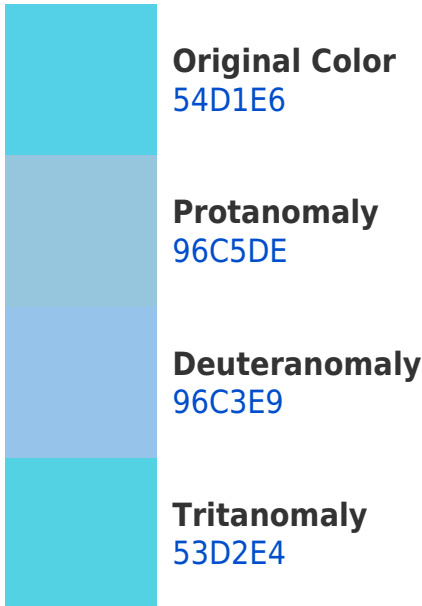 Original Color
54D1E6
Protanomaly
96C5DE
Deuteranomaly
96C3E9
Tritanomaly
53D2E4